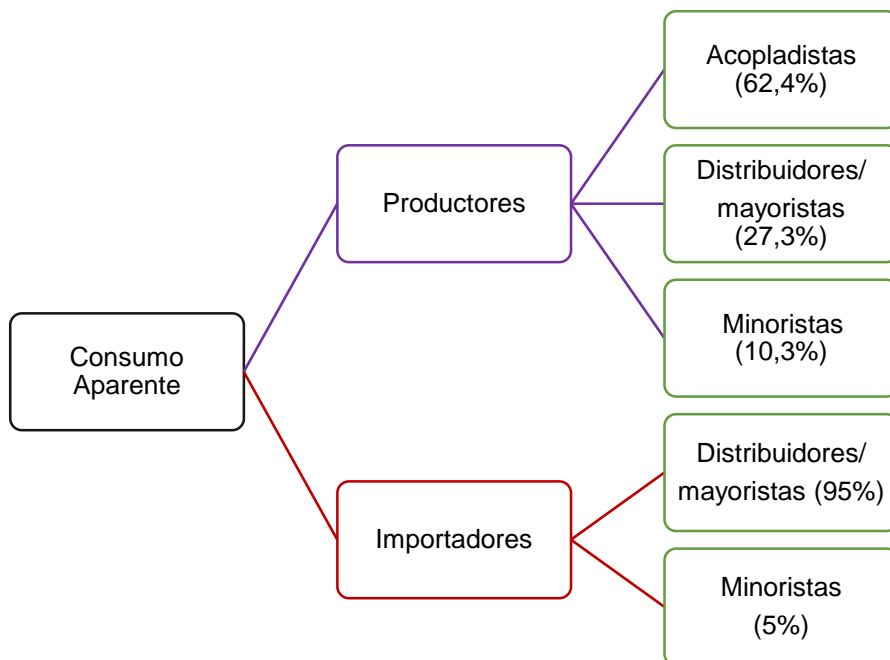 Acopladistas
(62,4%)
Productores
Distribuidores/
mayoristas
(27,3%)
Minoristas
(10,3%)
Consumo
Aparente
Distribuidores/
mayoristas (95%)
Importadores
Minoristas
(5%)